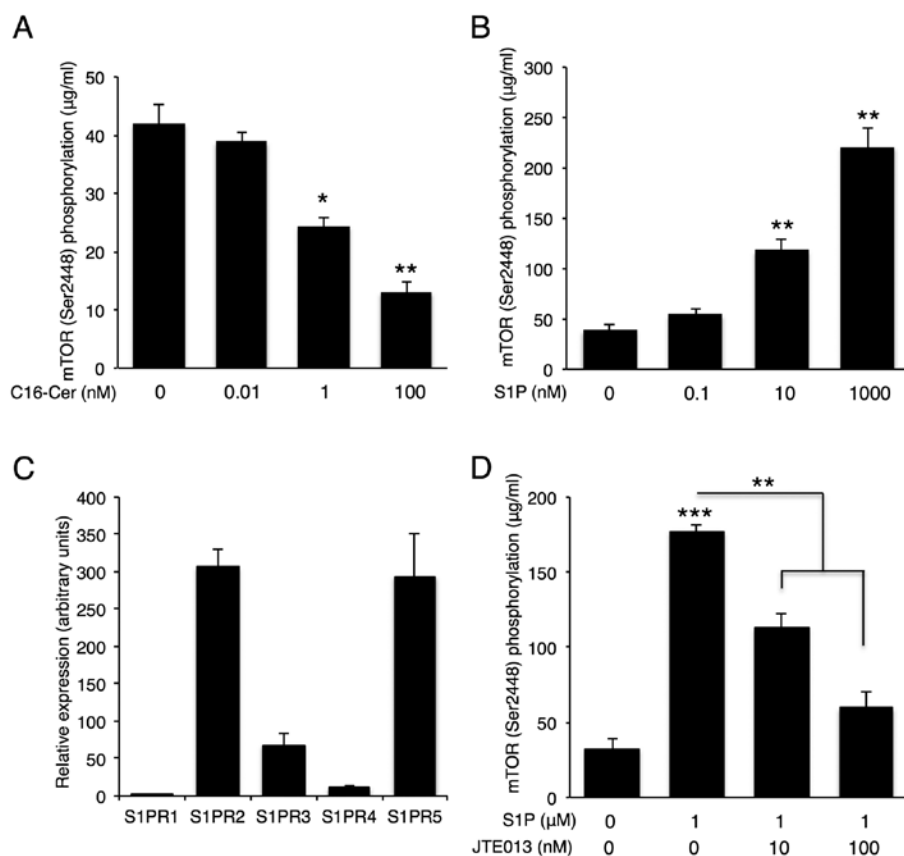 A
mTOR (Ser2448) phosphorylation (µg/ml)
50
40
30
20
10
0
*
**
C16-Cer (nM) 0 0.01 1 100
B
mTOR (Ser2448) phosphorylation (µg/ml)
300
250
200
150
100
50
0
**
**
S1P (nM) 0 0.1 10 1000
C
Relative expression (arbitrary units)
400
350
300
250
200
150
100
50
0
S1PR1 S1PR2 S1PR3 S1PR4 S1PR5
D
mTOR (Ser2448) phosphorylation (µg/ml)
200
150
100
50
0
***
**
S1P (µM) 0 1 1 1
JTE013 (nM) 0 0 10 100